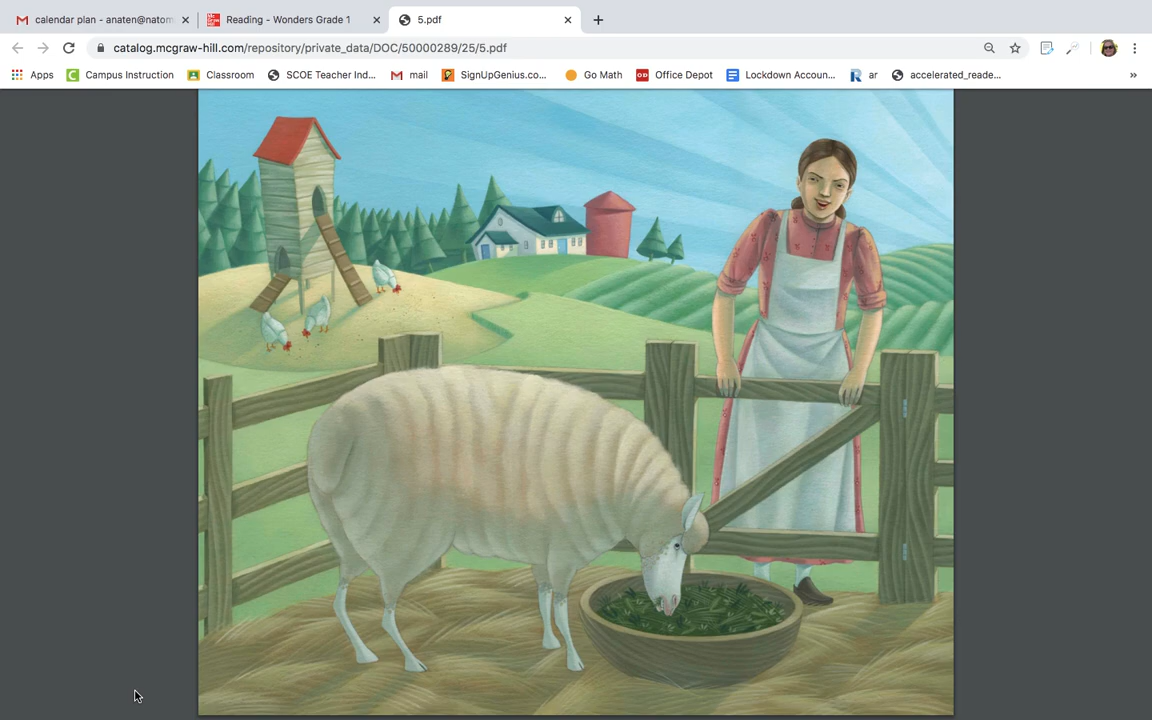 calendar plan - anaten@natom
Reading - Wonders Grade 1
5.pdf
catalog.mcgraw-hill.com/repository/private_data/DOC/50000289/25/5.pdf
Apps Campus Instruction Classroom SCOE Teacher Ind... mail SignUpGenius.co... Go Math OD Office Depot Lockdown Accoun... ar accelerated_reade...